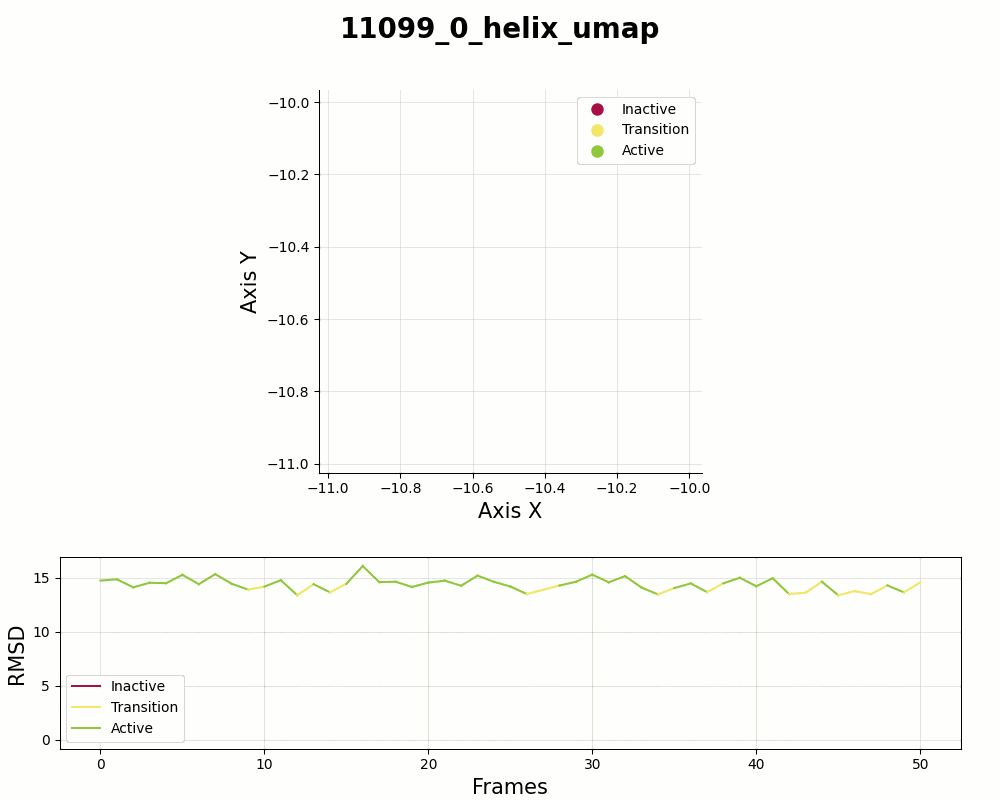 11099_0_helix_umap
−10.0
−10.2
−10.4
−10.6
−10.8
−11.0
Axis Y
Inactive
Transition
Active
−11.0 −10.8 −10.6 −10.4 −10.2 −10.0
Axis X
15
10
5
0
RMSD
Inactive
Transition
Active
0 10 20 30 40 50
Frames